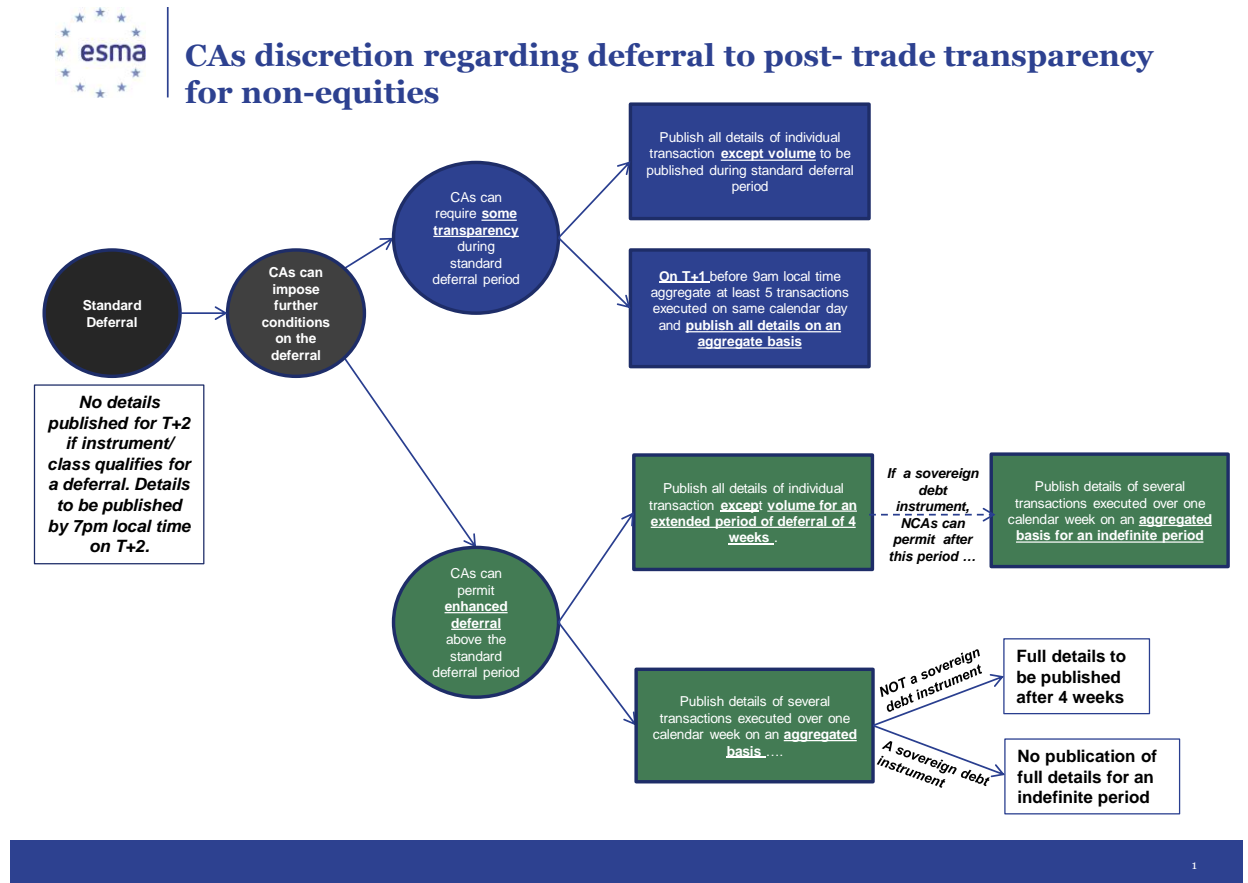 esma
CAs discretion regarding deferral to post- trade transparency
for non-equities
Standard
Deferral
No details
published for T+2
if instrument/
class qualifies for
a deferral. Details
to be published
by 7pm local time
on T+2.
CAs can
impose
further
conditions
on the
deferral
CAs can
require some
transparency
during
standard
deferral period
Publish all details of individual
transaction except volume to be
published during standard deferral
period
On T+1 before 9am local time
aggregate at least 5 transactions
executed on same calendar day
and publish all details on an
aggregate basis
CAs can
permit
enhanced
deferral
above the
standard
deferral period
Publish all details of individual
transaction except volume for an
extended period of deferral of 4
weeks .
If a sovereign
debt
instrument,
NCAs can
permit after
this period …
Publish details of several
transactions executed over one
calendar week on an aggregated
basis for an indefinite period
Publish details of several
transactions executed over one
calendar week on an aggregated
basis ….
NOT a sovereign
debt instrument
Full details to
be published
after 4 weeks
A sovereign debt
instrument
No publication of
full details for an
indefinite period
1